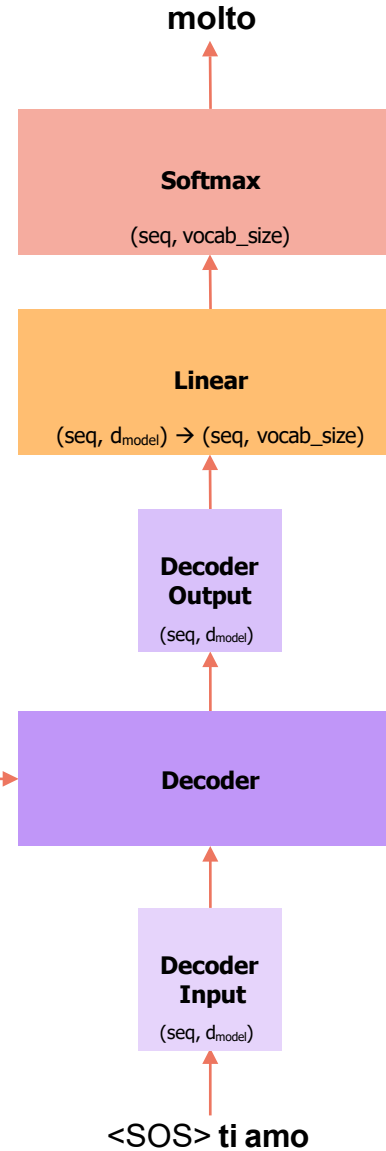 molto
Softmax
(seq, vocab_size)
Linear
(seq, dmodel) → (seq, vocab_size)
Decoder
Output
(seq, dmodel)
Decoder
Decoder
Input
(seq, dmodel)
<SOS> ti amo